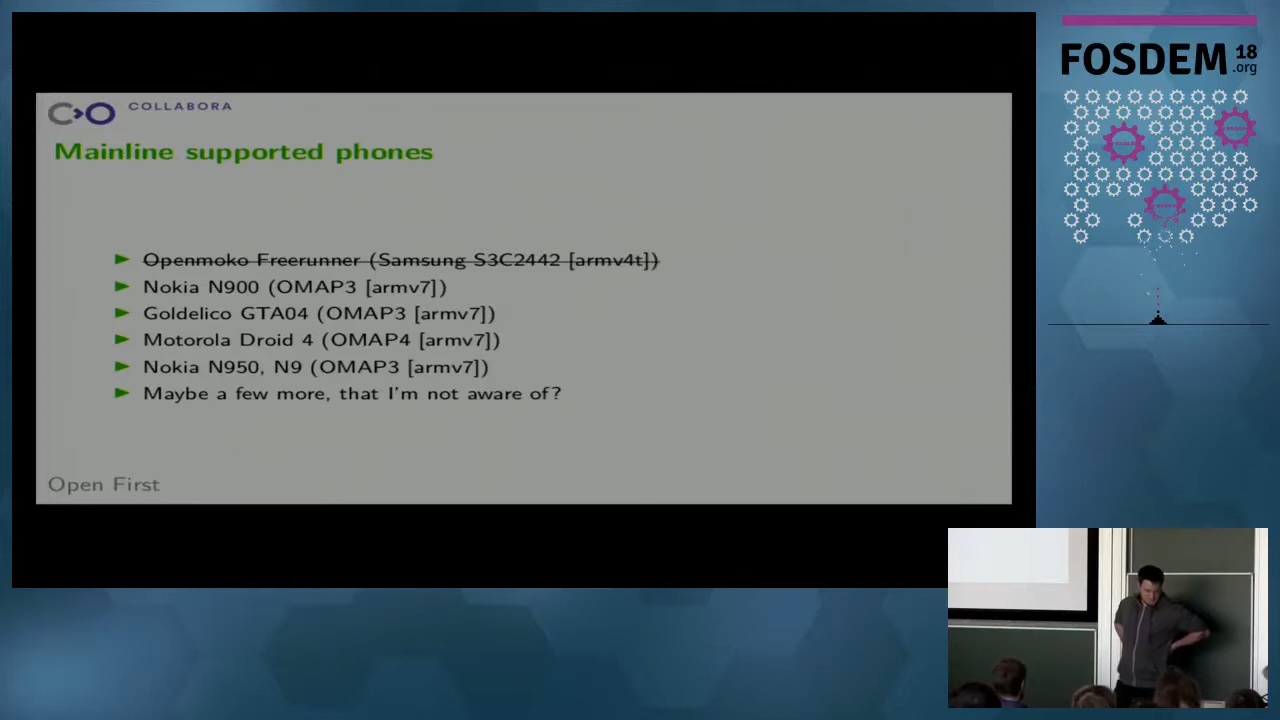 COLLABORA
Mainline supported phones
Openmoko Freerunner (Samsung S3C2442 [armv4t])
Nokia N900 (OMAP3 [armv7])
Goldelico GTA04 (OMAP3 [armv7])
Motorola Droid 4 (OMAP4 [armv7])
Nokia N950, N9 (OMAP3 [armv7])
Maybe a few more, that I'm not aware of?
Open First
FOSDEM 18
.org